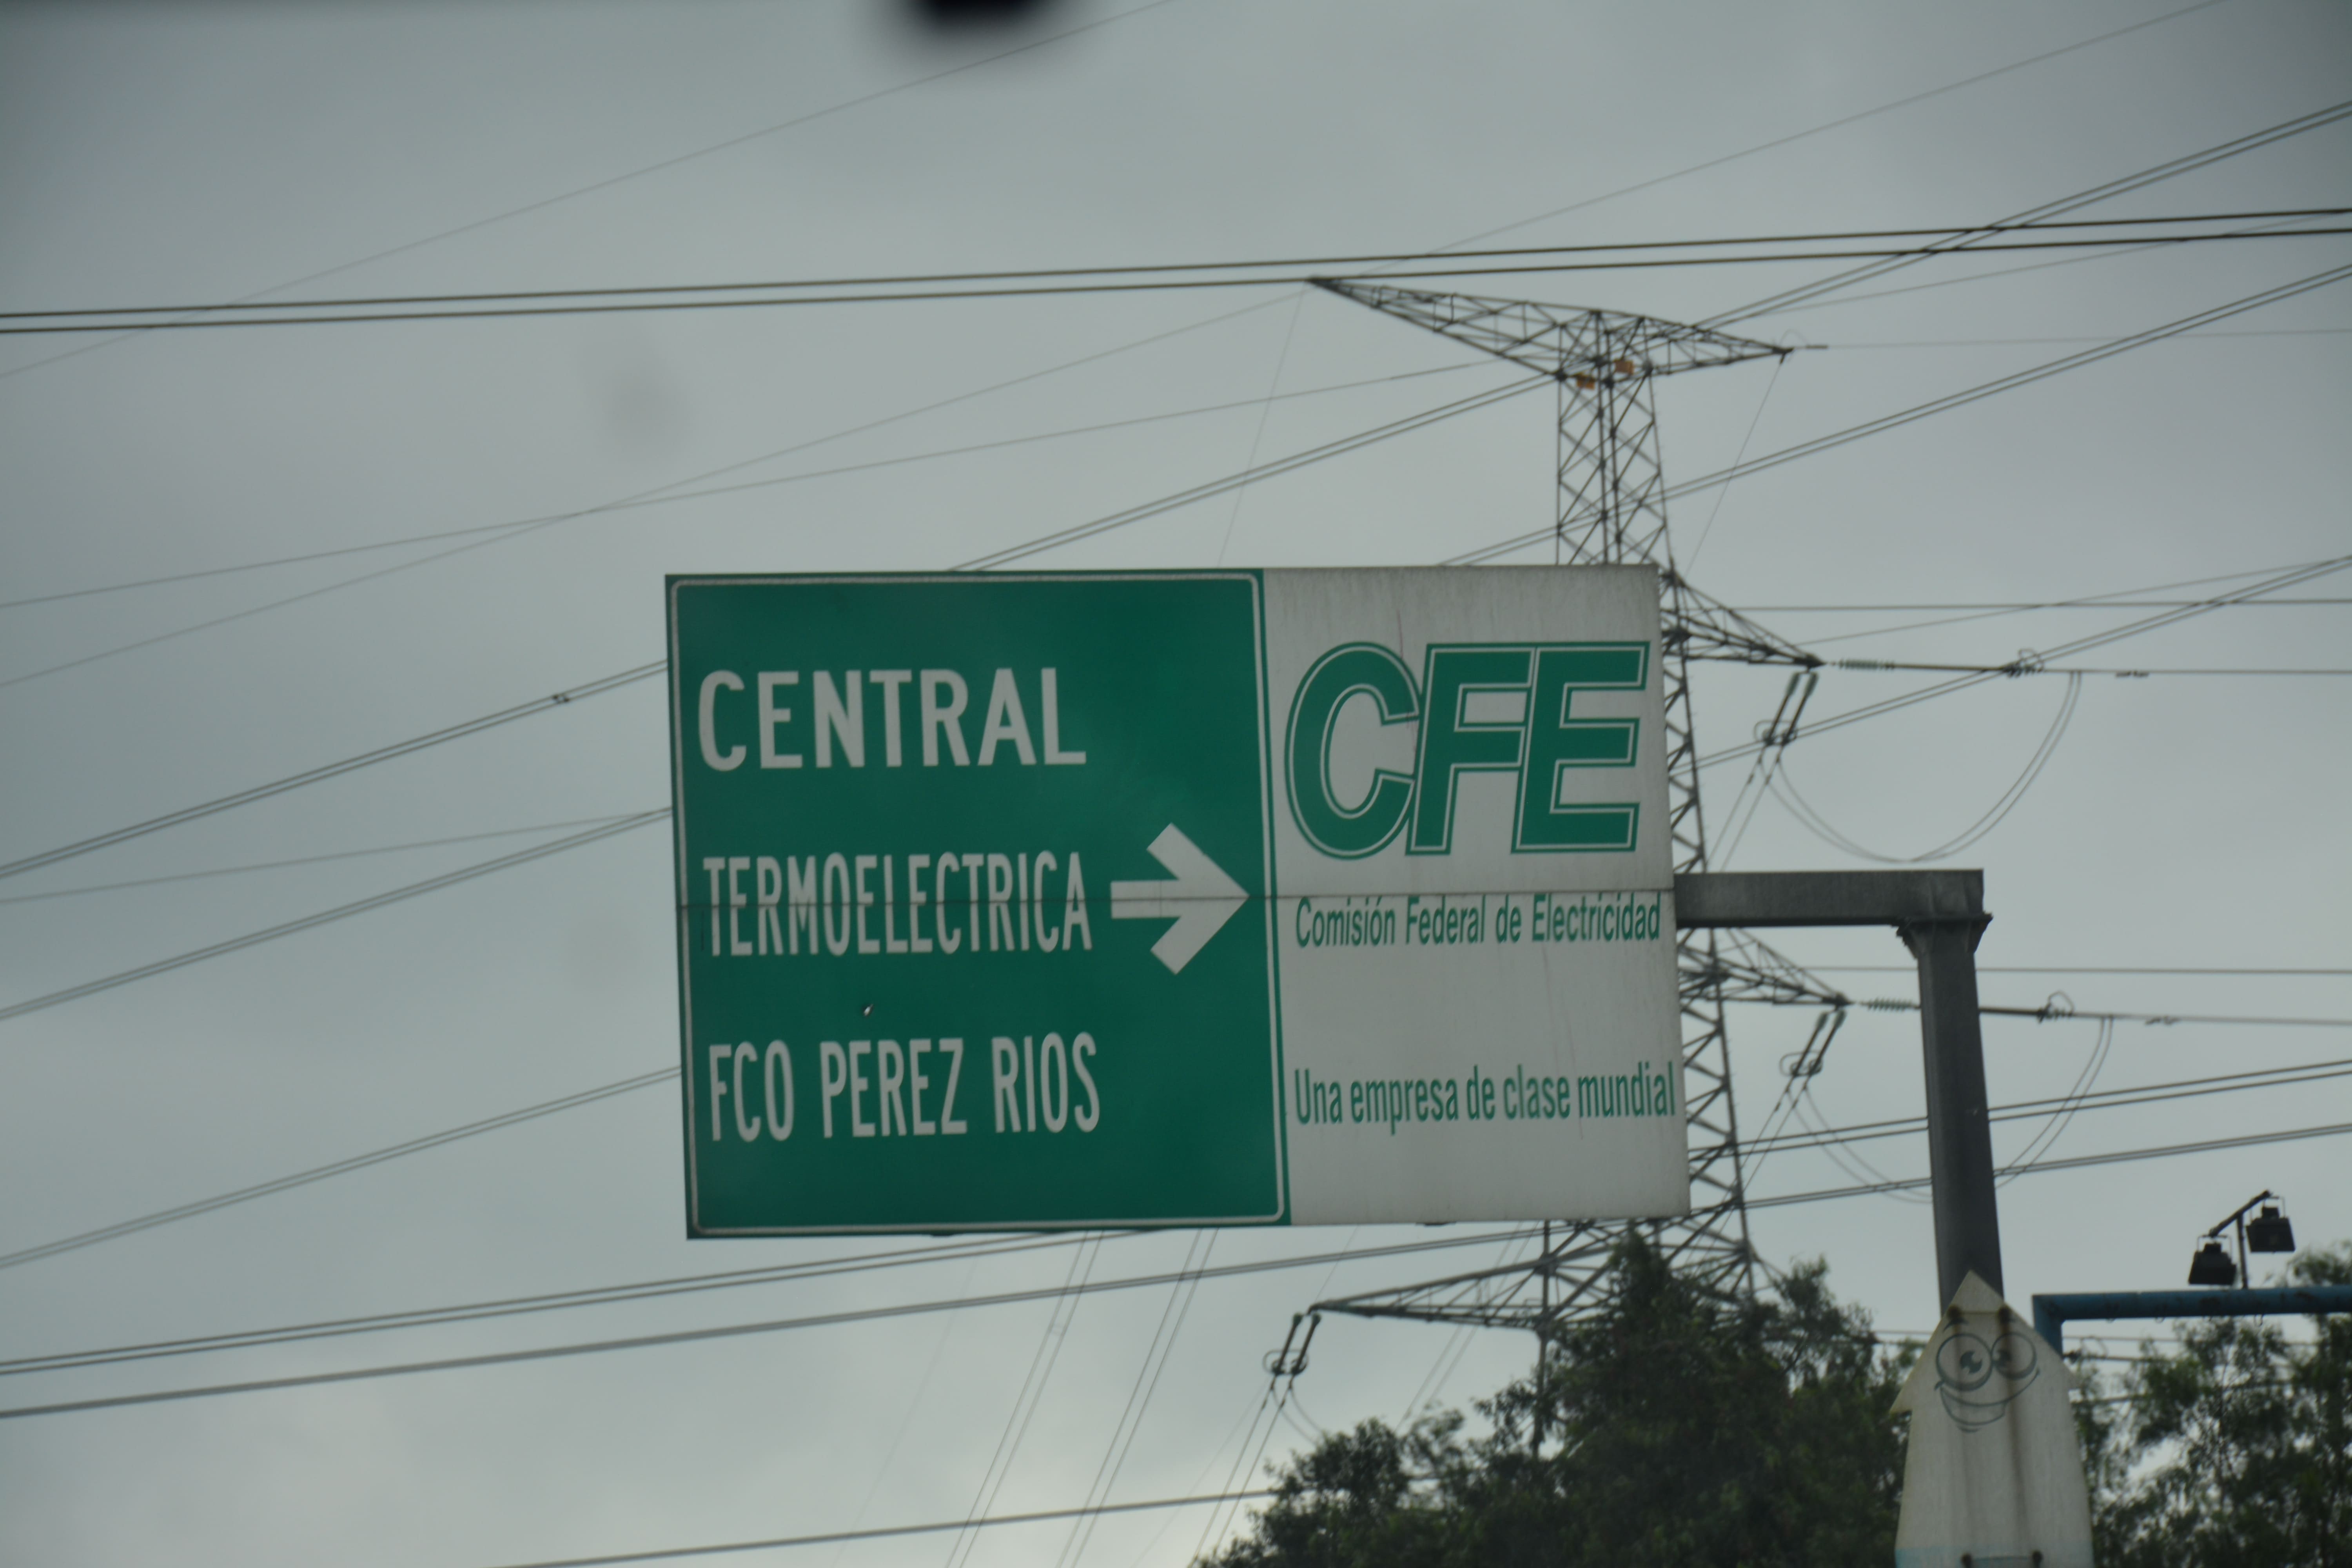 CENTRAL
TERMOELECTRICA
FCO PEREZ RIOS
CFE
Comisión Federal de Electricidad
Una empresa de clase mundial